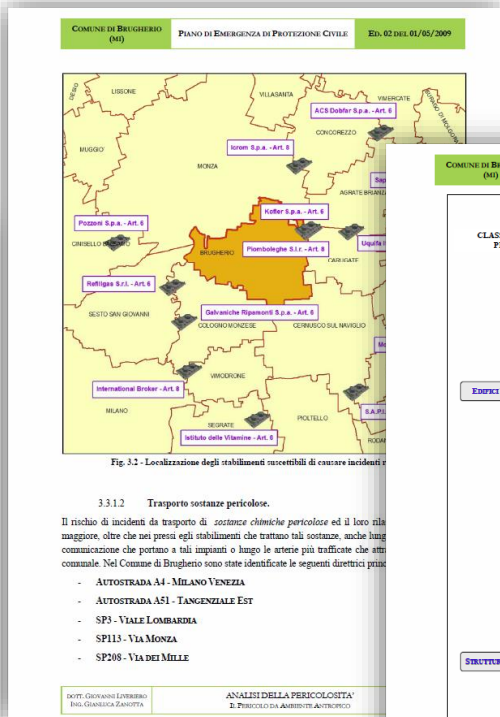 COMUNE DI BRUGHERIO
(MI)
PIANO DI EMERGENZA DI PROTEZIONE CIVILE
ED. 02 DEL 01/05/2009
DESIO
LISSONE
VILLASANTA
VIMERCATE
ACS Dobfar S.p.a. - Art. 6
CONCOREZZO
MUGGIO'
Icrom S.p.a. - Art. 8
MONZA
AGRATE BRIANZA
Koffer S.p.a. - Art. 6
Pozzoni S.p.a. - Art. 6
CINISELLO BALSAMO
BRUGHERIO
Piomboleghe S.l.r. - Art. 8
Uquifa
CARUGATE
Refilgas S.r.l. - Art. 6
SESTO SAN GIOVANNI
Galvaniche Ripamonti S.p.a. - Art. 6
COLOGNO MONZESE
CERNUSCO SUL NAVIGLIO
VIMODRONE
International Broker - Art. 8
MILANO
SEGRATE
PIOLTELLO
S.A.P.I.
Istituto delle Vitamine - Art. 6
RODAN
Fig. 3.2 - Localizzazione degli stabilimenti suscettibili di causare incidenti
3.3.1.2 Trasporto sostanze pericolose.
Il rischio di incidenti da trasporto di sostanze chimiche pericolose ed il loro rila
maggiore, oltre che nei pressi egli stabilimenti che trattano tali sostanze, anche lung
comunicazione che portano a tali impianti o lungo le arterie più trafficate che attra
comunale. Nel Comune di Brugherio sono state identificate le seguenti direttrici princ
- AUTOSTRADA A4 - MILANO VENEZIA
- AUTOSTRADA A51 - TANGENZIALE EST
- SP3 - VIALE LOMBARDIA
- SP113 - VIA MONZA
- SP208 - VIA DEI MILLE
DOTT. GIOVANNI LIVERIERO
ING. GIANLUCA ZANOTTA
ANALISI DELLA PERICOLOSITA'
IL PERICOLO DA AMBIENTE ANTROPICO
COMUNE DI BR
(MI)
CLAS
P
EDIFICI
STRUTTUR